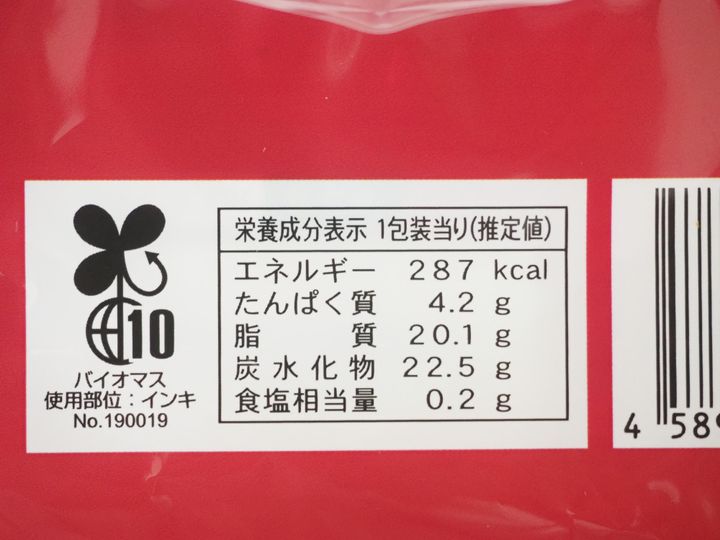 10
バイオマス
使用部位：インキ
No.190019
栄養成分表示 1包装当り(推定値)
エネルギー 287 kcal
たんぱく質 4.2 g
脂質 20.1 g
炭水化物 22.5 g
食塩相当量 0.2 g
4 589